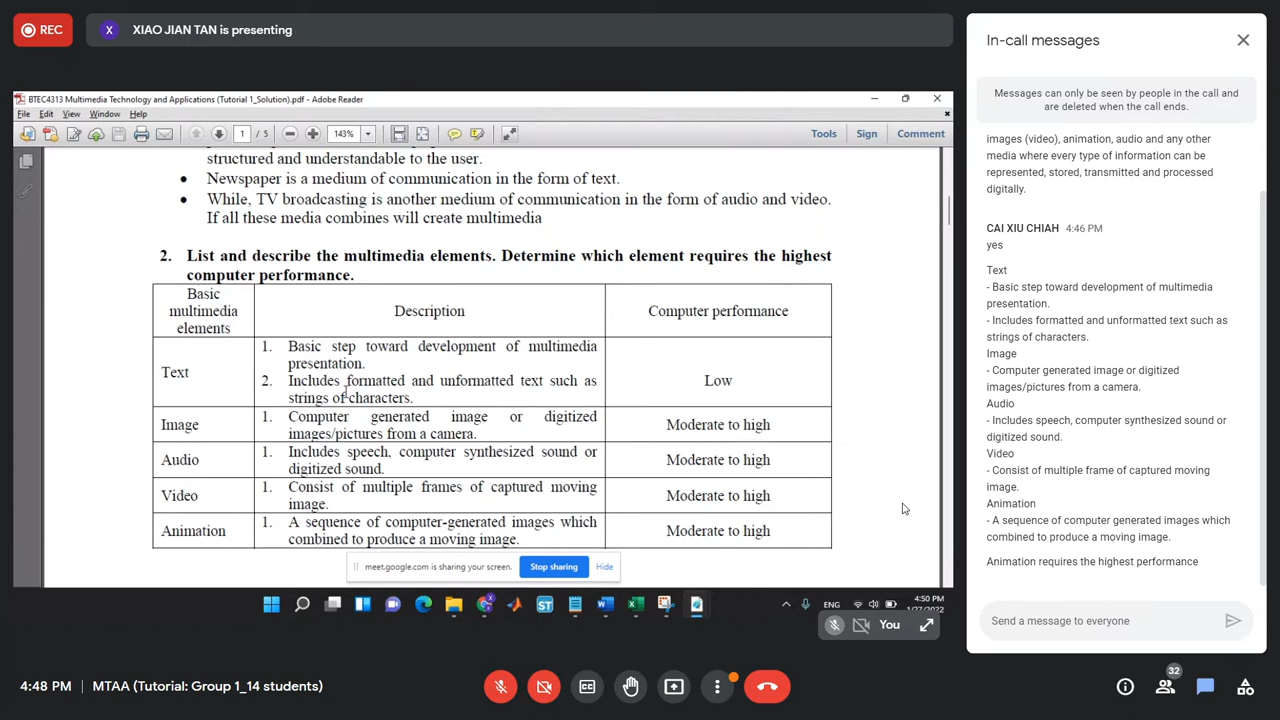 REC
X XIAO JIAN TAN is presenting
BTEC4313 Multimedia Technology and Applications (Tutorial 1_Solution).pdf - Adobe Reader
File Edit View Window Help
1 / 5 143% Tools Sign Comment
structured and understandable to the user.
• Newspaper is a medium of communication in the form of text.
• While, TV broadcasting is another medium of communication in the form of audio and video.
If all these media combines will create multimedia
2. List and describe the multimedia elements. Determine which element requires the highest
computer performance.
Basic
multimedia
elements
Description
Computer performance
Text
1. Basic step toward development of multimedia
presentation.
2. Includes formatted and unformatted text such as
strings of characters.
Low
Image
1. Computer generated image or digitized
images/pictures from a camera.
Moderate to high
Audio
1. Includes speech, computer synthesized sound or
digitized sound.
Moderate to high
Video
1. Consist of multiple frames of captured moving
image.
Moderate to high
Animation
1. A sequence of computer-generated images which
combined to produce a moving image.
Moderate to high
meet.google.com is sharing your screen. Stop sharing Hide
ENG
4:50 PM
1/27/2022
You
In-call messages
Messages can only be seen by people in the call and
are deleted when the call ends.
images (video), animation, audio and any other
media where every type of information can be
represented, stored, transmitted and processed
digitally.
CAI XIU CHIAH 4:46 PM
yes
Text
- Basic step toward development of multimedia
presentation.
- Includes formatted and unformatted text such as
strings of characters.
Image
- Computer generated image or digitized
images/pictures from a camera.
Audio
- Includes speech, computer synthesized sound or
digitized sound.
Video
- Consist of multiple frame of captured moving
image.
Animation
- A sequence of computer generated images which
combined to produce a moving image.
Animation requires the highest performance
Send a message to everyone
4:48 PM MTAA (Tutorial: Group 1_14 students)
32